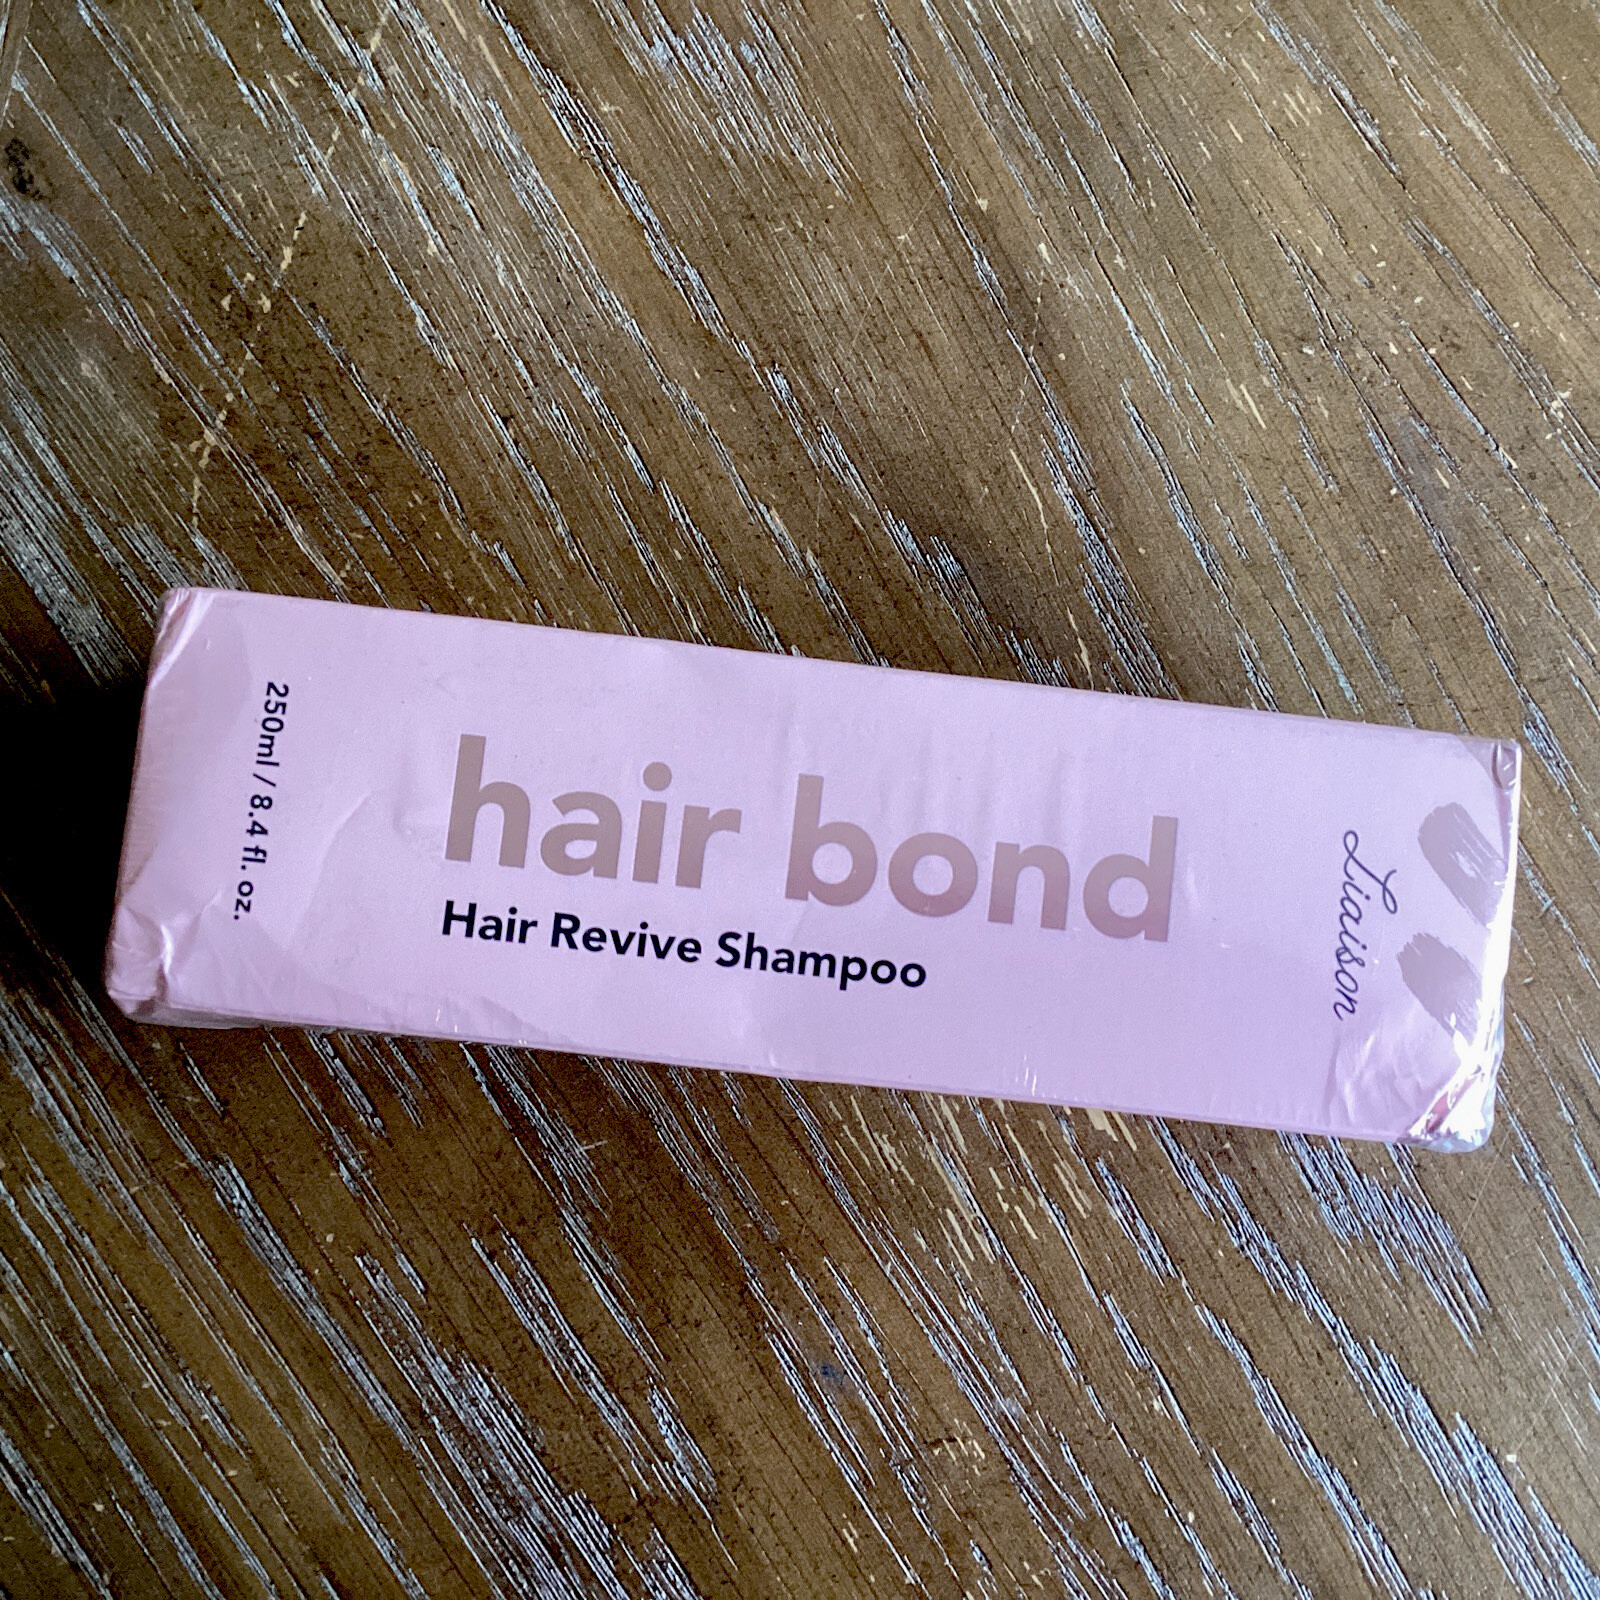 hair bond
Hair Revive Shampoo
250ml / 8.4 fl. oz.
Liaison